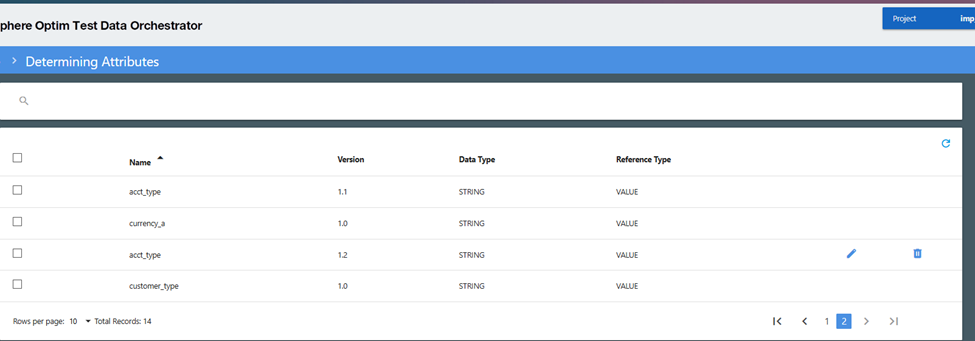 sphere Optim Test Data Orchestrator
Project imp
Determining Attributes
Name Version Data Type Reference Type
acct_type 1.1 STRING VALUE
currency_a 1.0 STRING VALUE
acct_type 1.2 STRING VALUE
customer_type 1.0 STRING VALUE
Rows per page: 10 Total Records: 14 1 2